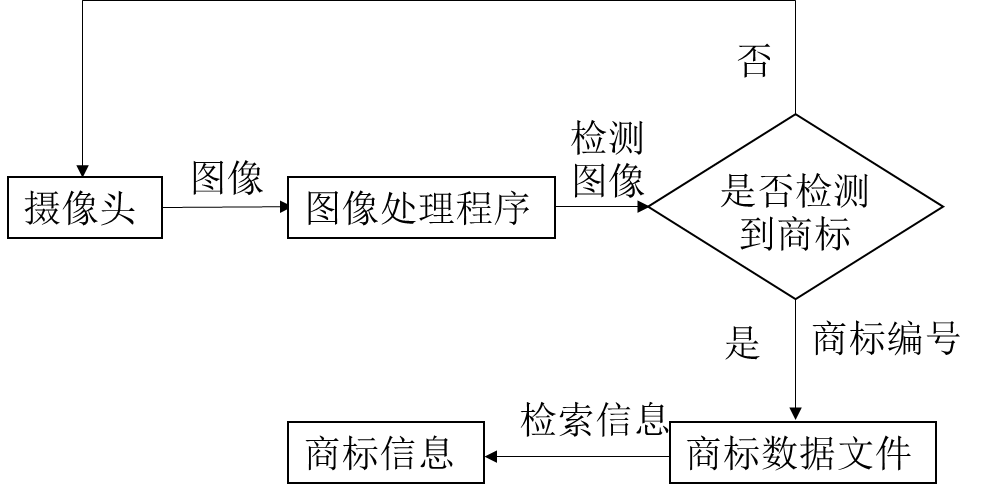 否
检测
图像
图像
摄像头
图像处理程序
是否检测
到商标
是
商标编号
检索信息
商标信息
商标数据文件